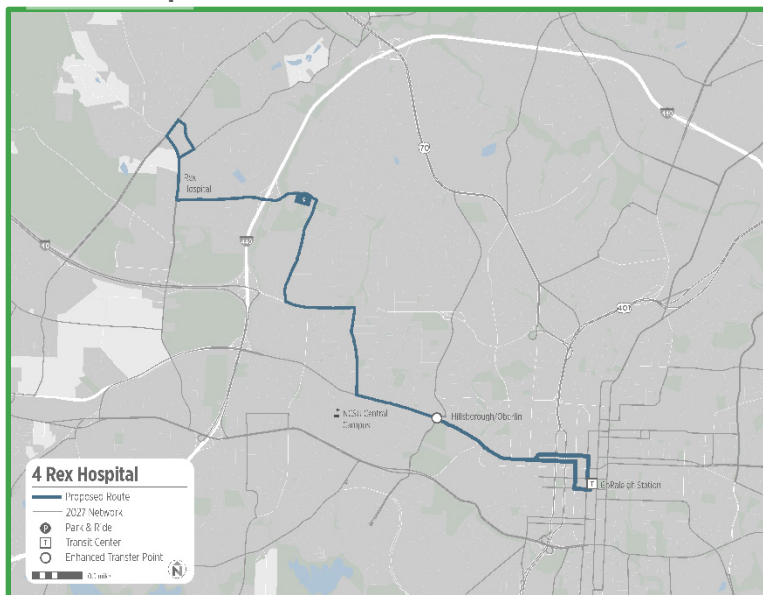 440
70
Rex
Hospital
40
440
401
NCSU Central
Campus
Hillsborough/Oberlin
GoRaleigh Station
T
4 Rex Hospital
Proposed Route
2027 Network
P
Park & Ride
T
Transit Center
Enhanced Transfer Point
N